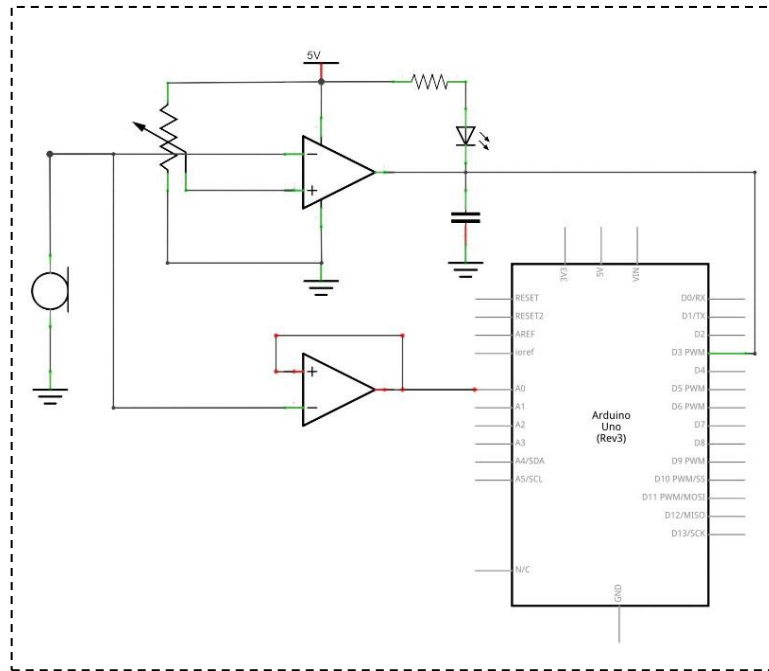 5V
−
+
+
−
3V3
5V
VIN
RESET
RESET2
AREF
ioref
A0
A1
A2
A3
A4/SDA
A5/SCL
N/C
D0/RX
D1/TX
D2
D3 PWM
D4
D5 PWM
D6 PWM
D7
D8
D9 PWM
D10 PWM/SS
D11 PWM/MOSI
D12/MISO
D13/SCK
Arduino
Uno
(Rev3)
GND